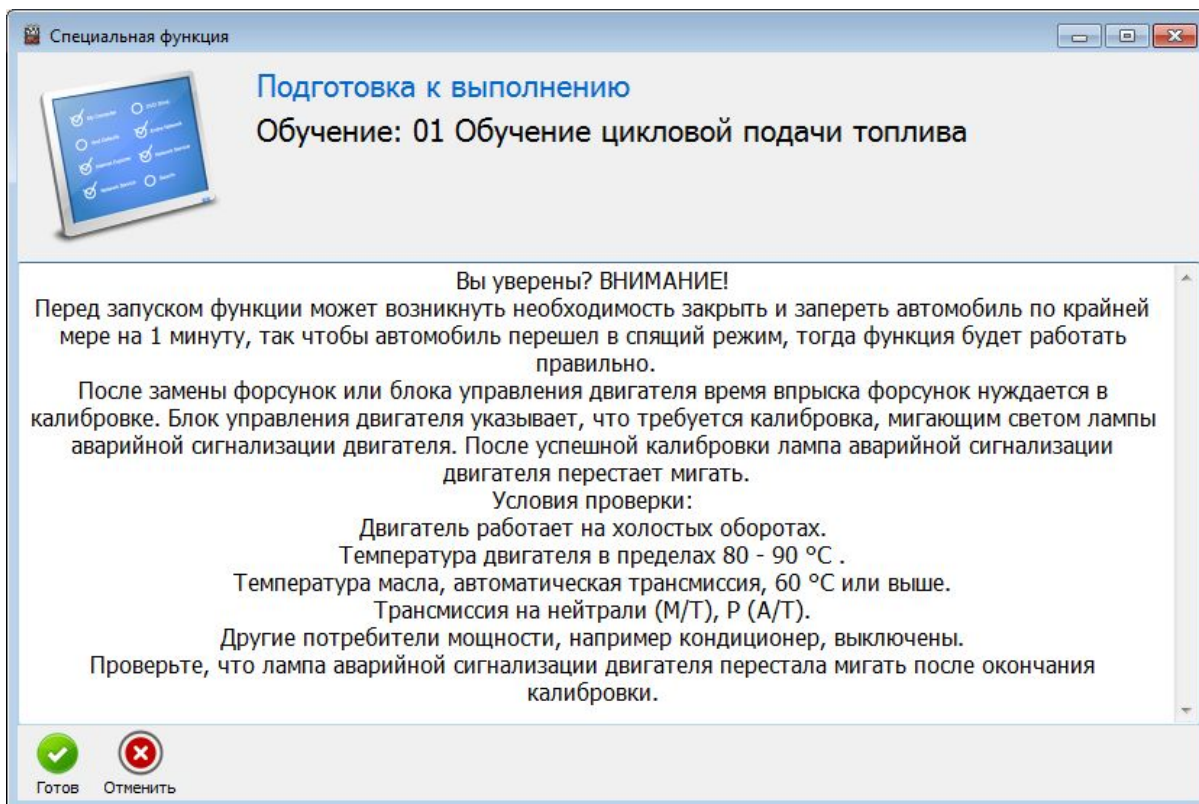 Специальная функция
Подготовка к выполнению
Обучение: 01 Обучение цикловой подачи топлива
Вы уверены? ВНИМАНИЕ!
Перед запуском функции может возникнуть необходимость закрыть и запереть автомобиль по крайней
мере на 1 минуту, так чтобы автомобиль перешел в спящий режим, тогда функция будет работать
правильно.
После замены форсунок или блока управления двигателя время впрыска форсунок нуждается в
калибровке. Блок управления двигателя указывает, что требуется калибровка, мигающим светом лампы
аварийной сигнализации двигателя. После успешной калибровки лампа аварийной сигнализации
двигателя перестает мигать.
Условия проверки:
Двигатель работает на холостых оборотах.
Температура двигателя в пределах 80 - 90 °C .
Температура масла, автоматическая трансмиссия, 60 °C или выше.
Трансмиссия на нейтрали (M/T), P (A/T).
Другие потребители мощности, например кондиционер, выключены.
Проверьте, что лампа аварийной сигнализации двигателя перестала мигать после окончания
калибровки.
Готов Отменить